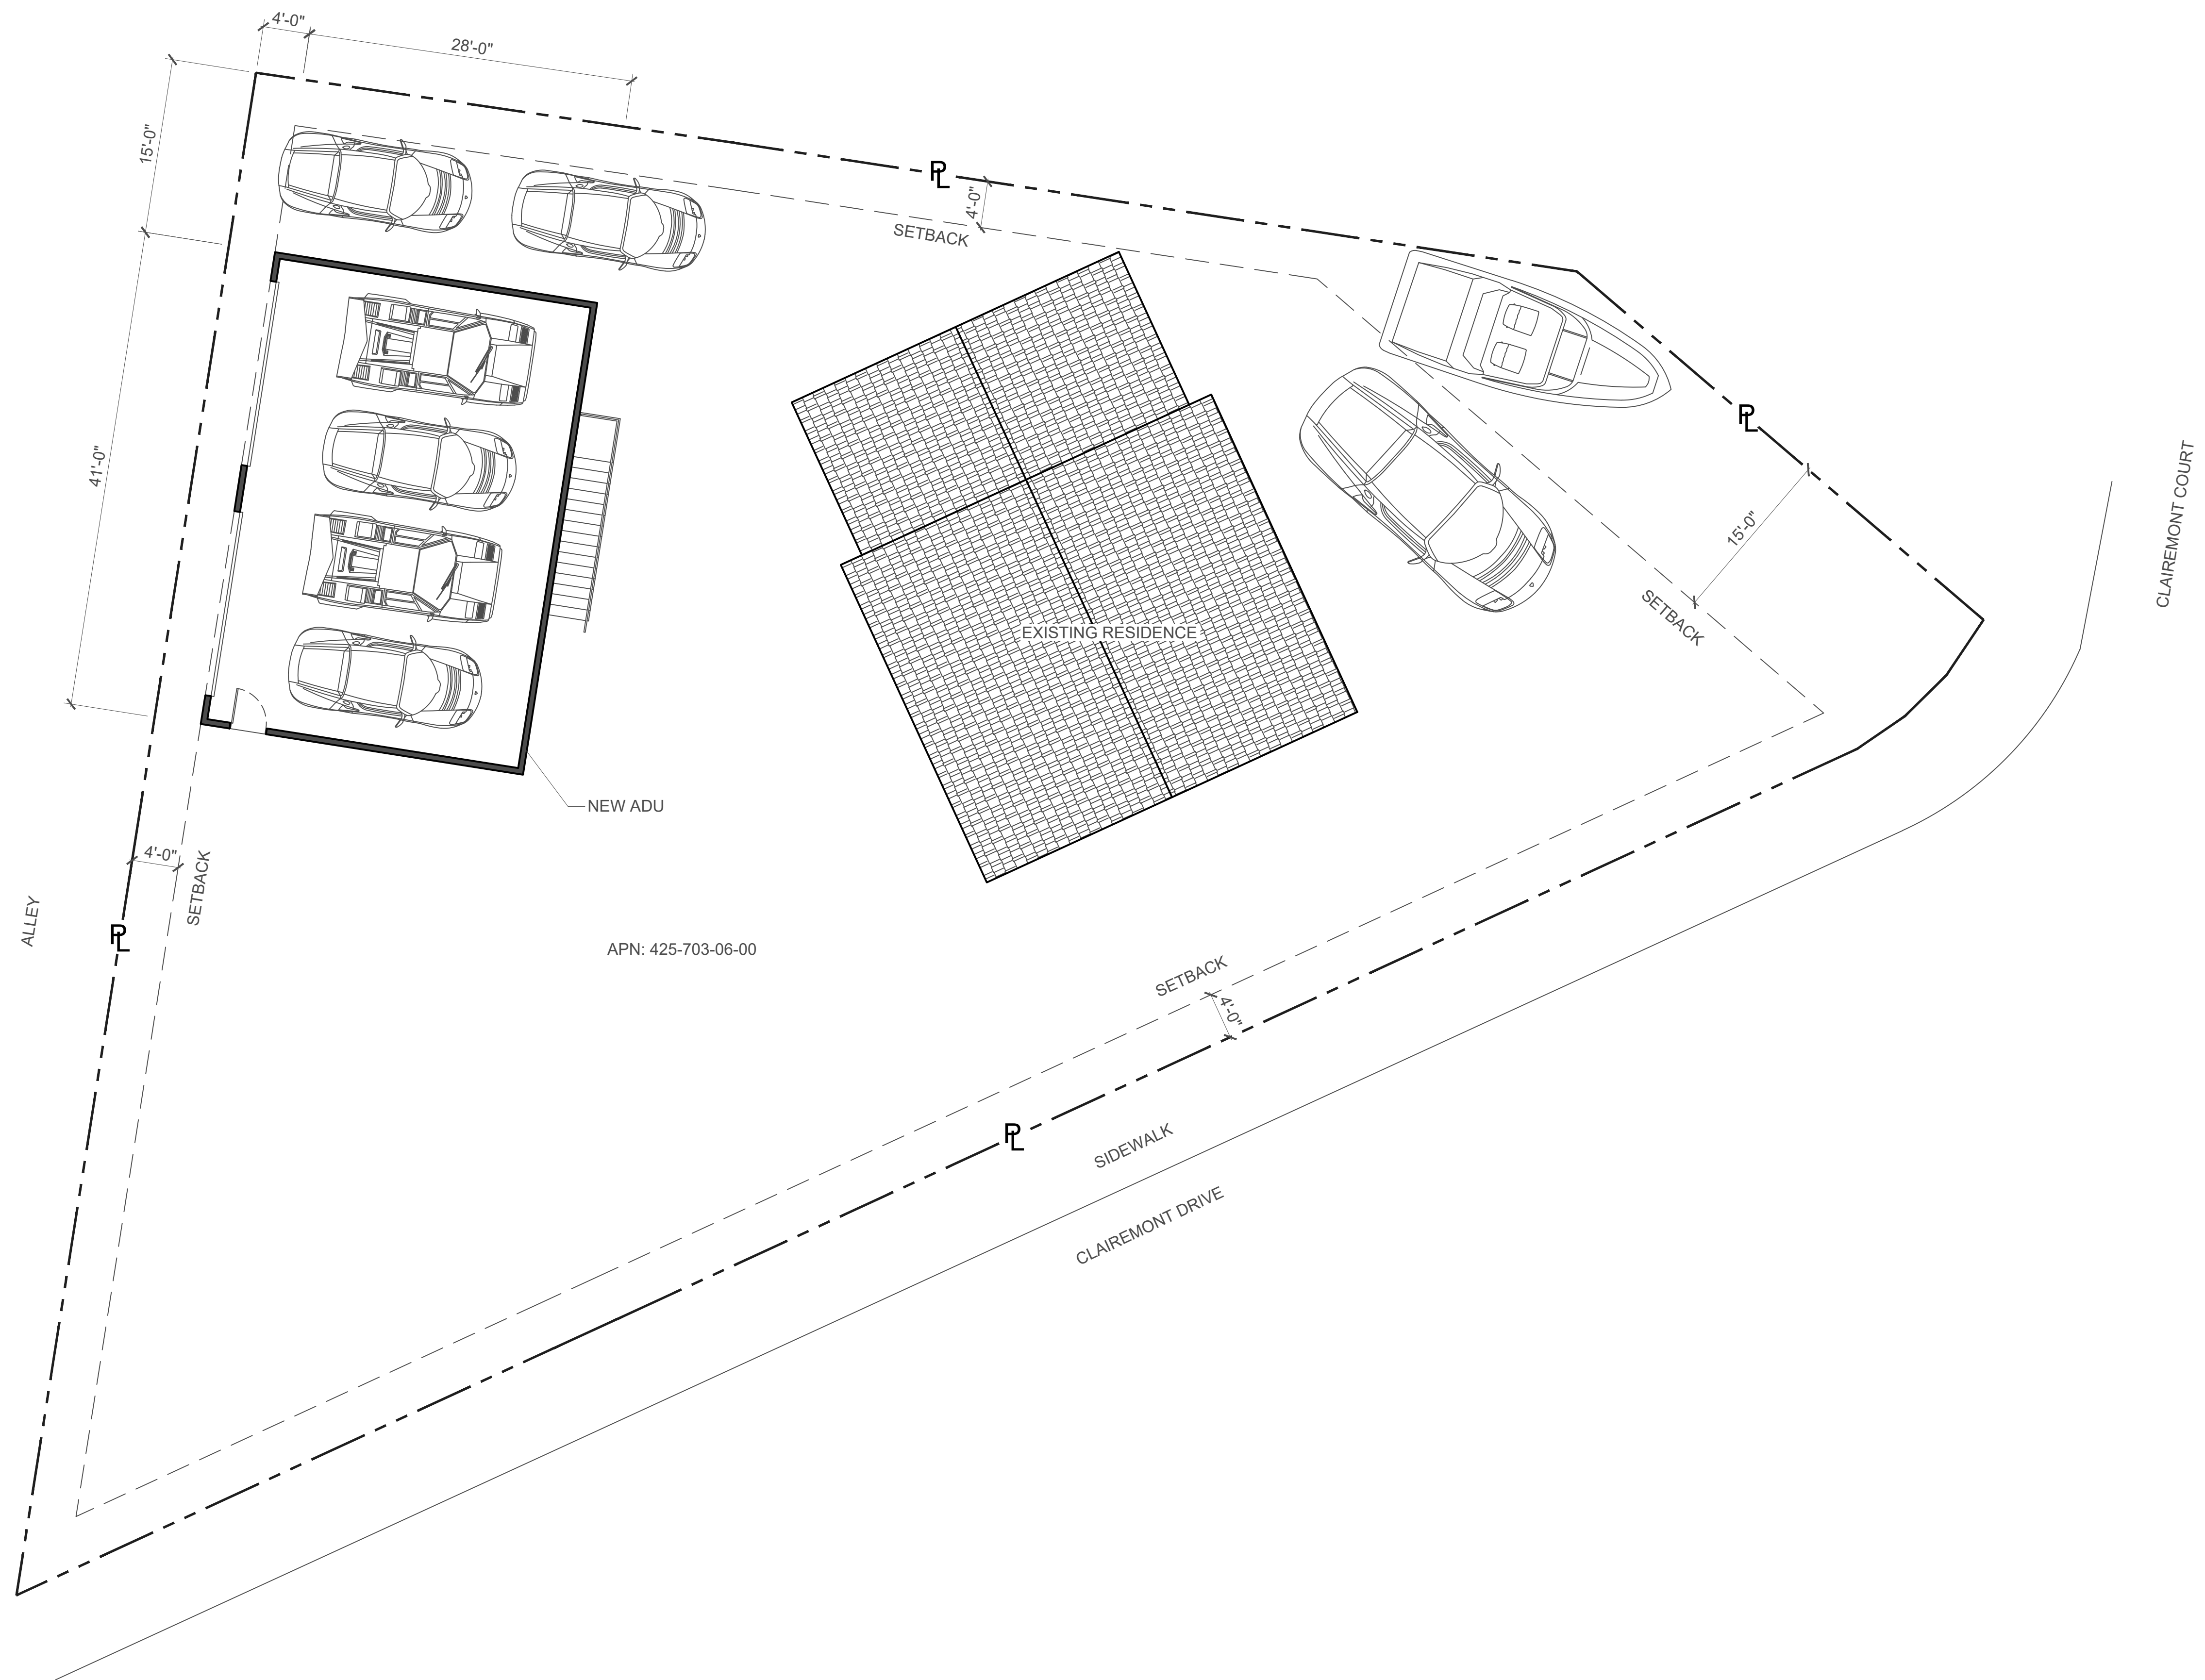 4'-0"
28'-0"
15'-0"
PL
4'-0"
SETBACK
PL
41'-0"
CLAIREMONT COURT
15'-0"
SETBACK
EXISTING RESIDENCE
NEW ADU
4'-0"
SETBACK
ALLEY
PL
APN: 425-703-06-00
SETBACK
4'-0"
PL
SIDEWALK
CLAIREMONT DRIVE